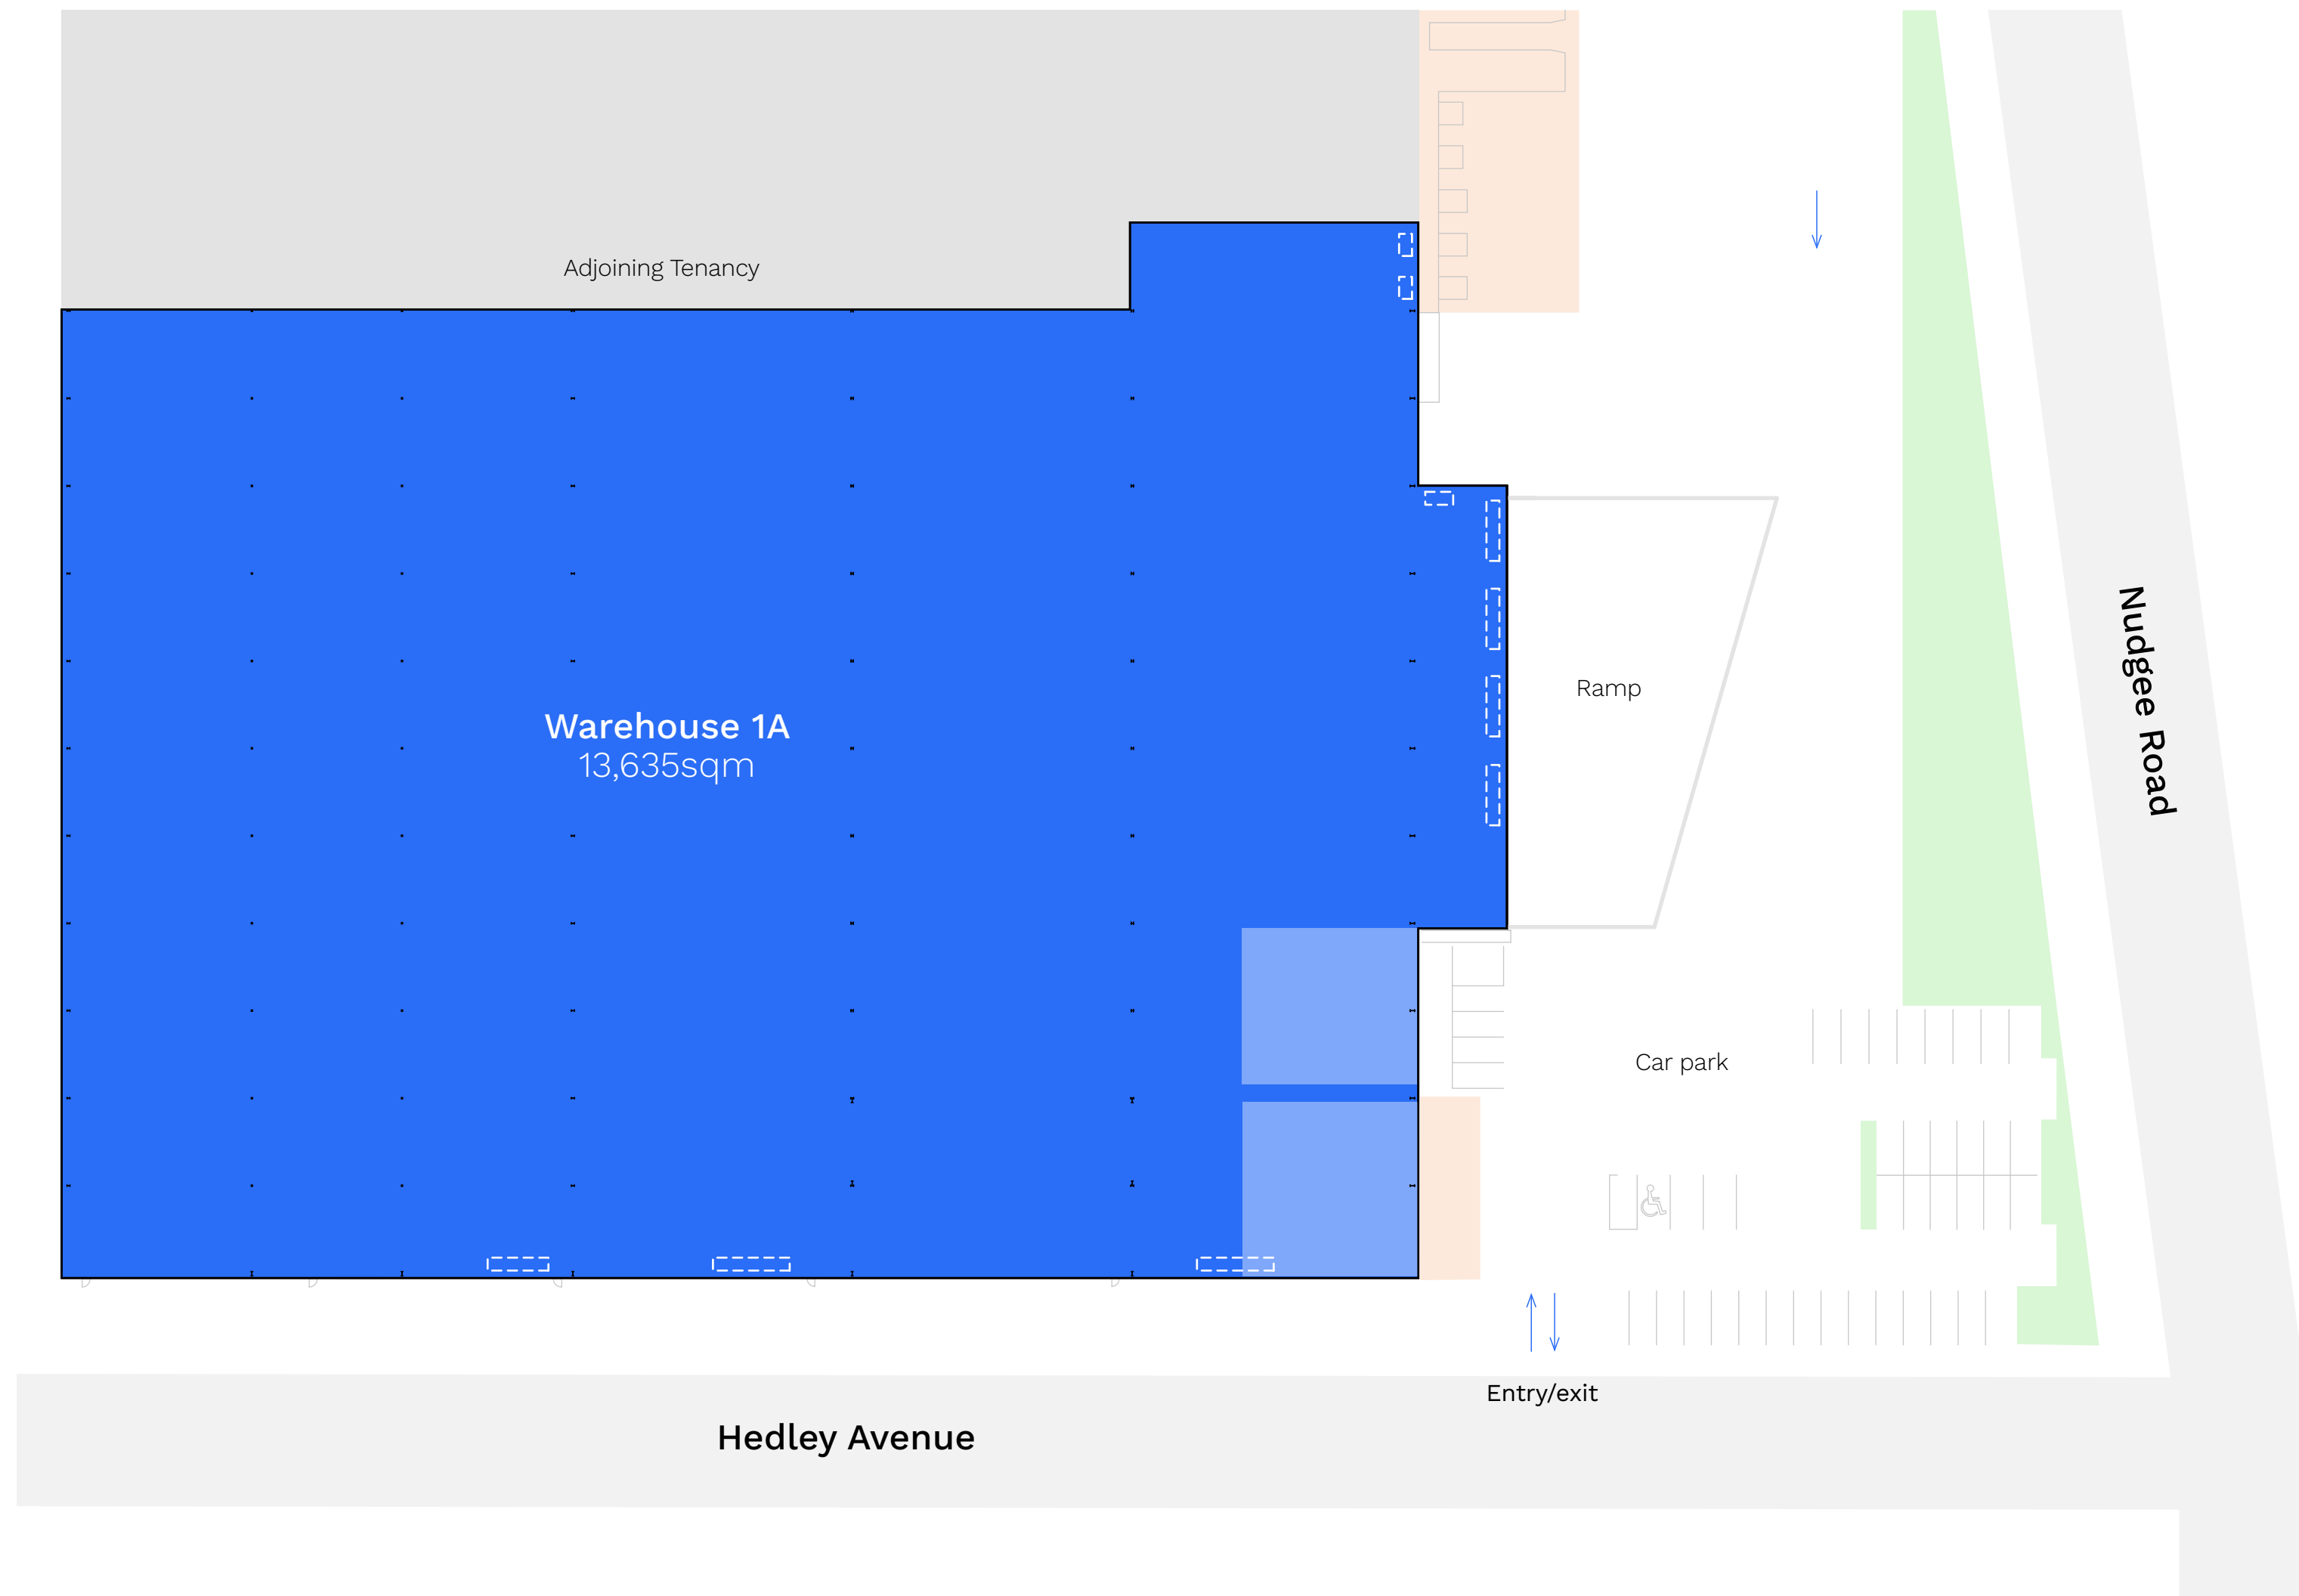 Adjoining Tenancy
Nudgee Road
Ramp
Warehouse 1A
13,635sqm
Car park
Entry/exit
Hedley Avenue